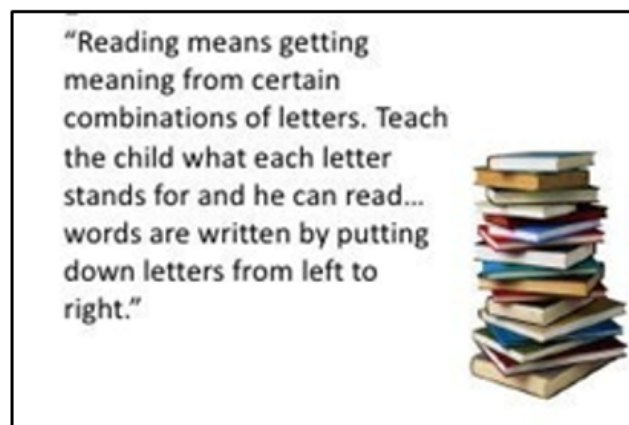 “Reading means getting
meaning from certain
combinations of letters. Teach
the child what each letter
stands for and he can read...
words are written by putting
down letters from left to
right.”